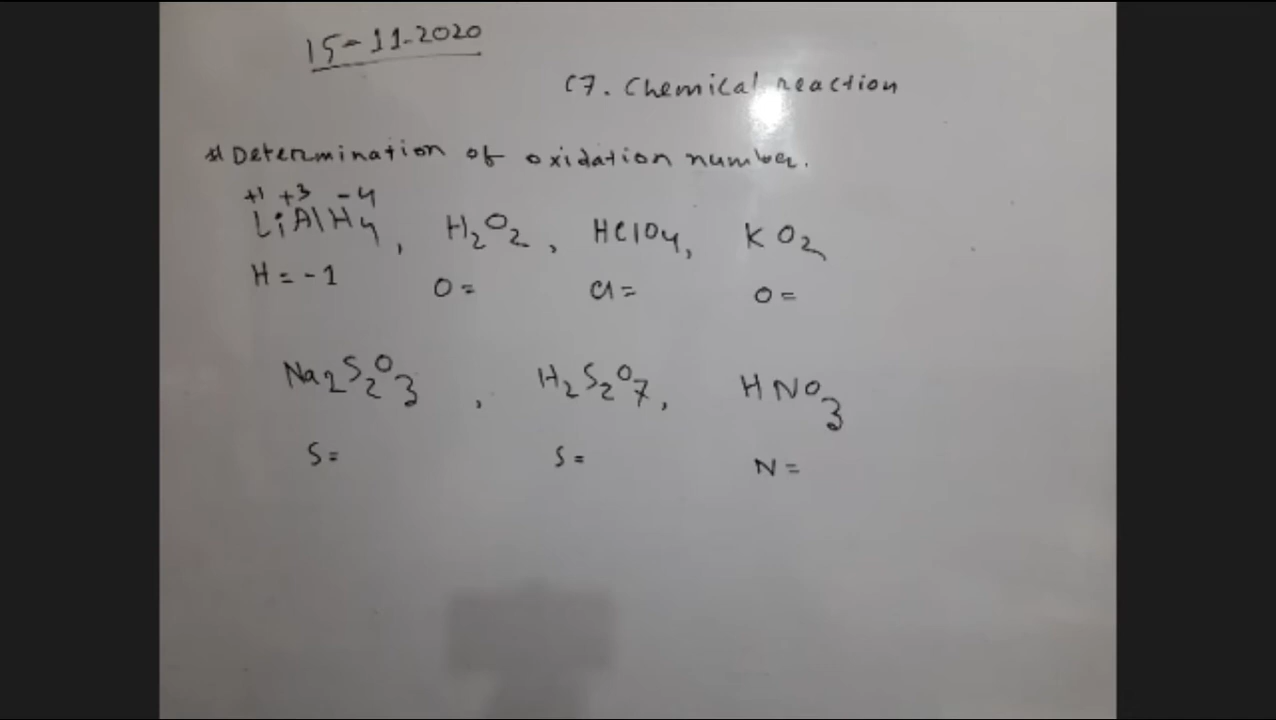 15-11-2020
C7. Chemical reaction
* Determination of oxidation number.
+1 +3 -4
LiAlH4, H2O2, HClO4, KO2
H = -1 O = Cl = O =
Na2S2O3, H2S2O7, HNO3
S = S = N =